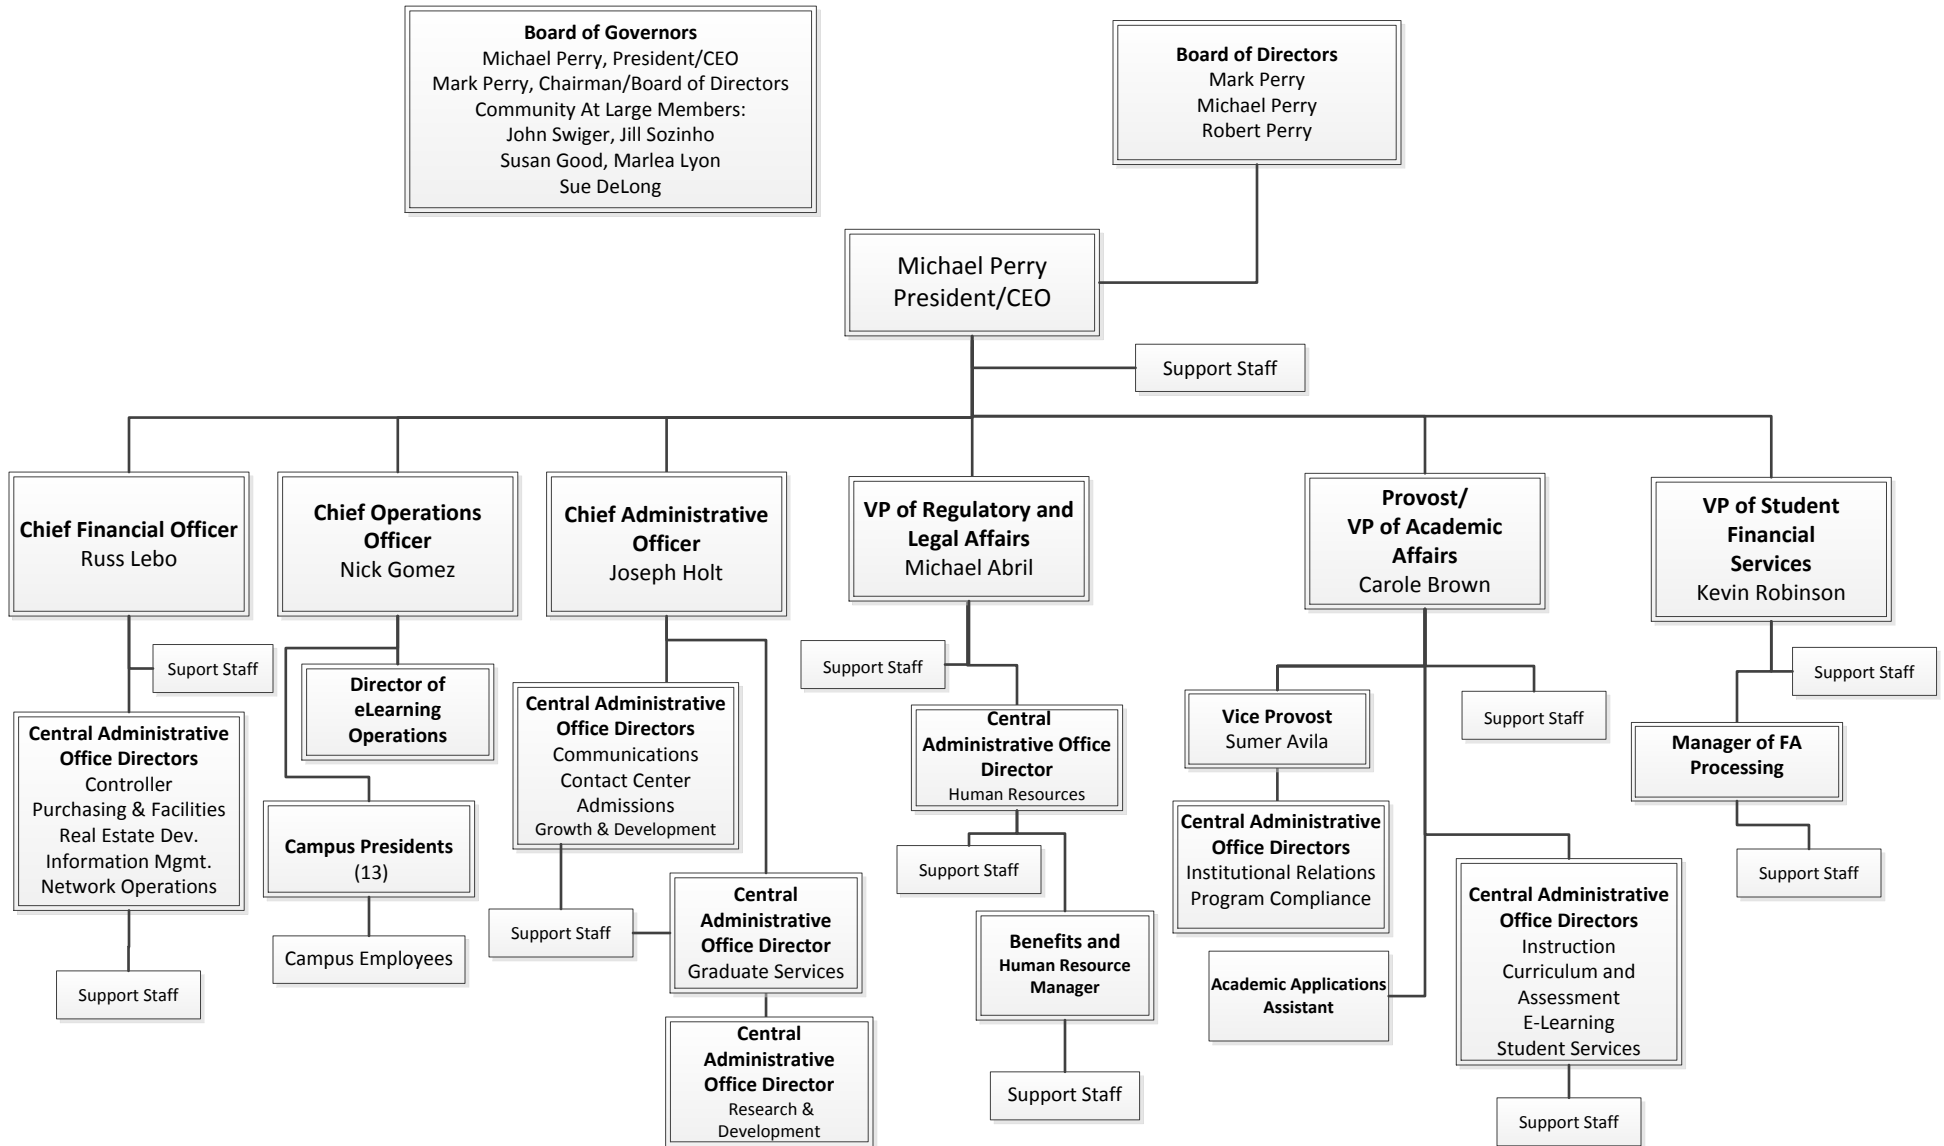 Board of Governors
Michael Perry, President/CEO
Mark Perry, Chairman/Board of Directors
Community At Large Members:
John Swiger, Jill Sozinho
Susan Good, Marlea Lyon
Sue DeLong
Board of Directors
Mark Perry
Michael Perry
Robert Perry
Michael Perry
President/CEO
Support Staff
Chief Financial Officer
Russ Lebo
Chief Operations
Officer
Nick Gomez
Chief Administrative
Officer
Joseph Holt
VP of Regulatory and
Legal Affairs
Michael Abril
Provost/
VP of Academic
Affairs
Carole Brown
VP of Student
Financial
Services
Kevin Robinson
Suport Staff
Central Administrative
Office Directors
Controller
Purchasing & Facilities
Real Estate Dev.
Information Mgmt.
Network Operations
Support Staff
Director of
eLearning
Operations
Campus Presidents
(13)
Campus Employees
Central Administrative
Office Directors
Communications
Contact Center
Admissions
Growth & Development
Support Staff
Central
Administrative
Office Director
Graduate Services
Central
Administrative
Office Director
Research &
Development
Support Staff
Central
Administrative Office
Director
Human Resources
Support Staff
Benefits and
Human Resource
Manager
Support Staff
Vice Provost
Sumer Avila
Support Staff
Central Administrative
Office Directors
Institutional Relations
Program Compliance
Academic Applications
Assistant
Central Administrative
Office Directors
Instruction
Curriculum and
Assessment
E-Learning
Student Services
Support Staff
Support Staff
Manager of FA
Processing
Support Staff